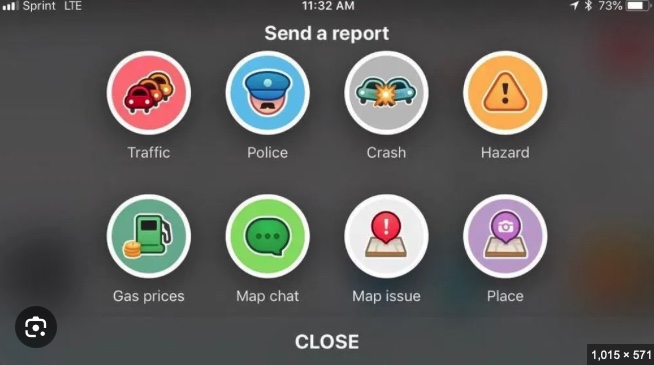 Sprint LTE 11:32 AM 73%
Send a report
Traffic Police Crash Hazard
Gas prices Map chat Map issue Place
CLOSE
1,015 × 571